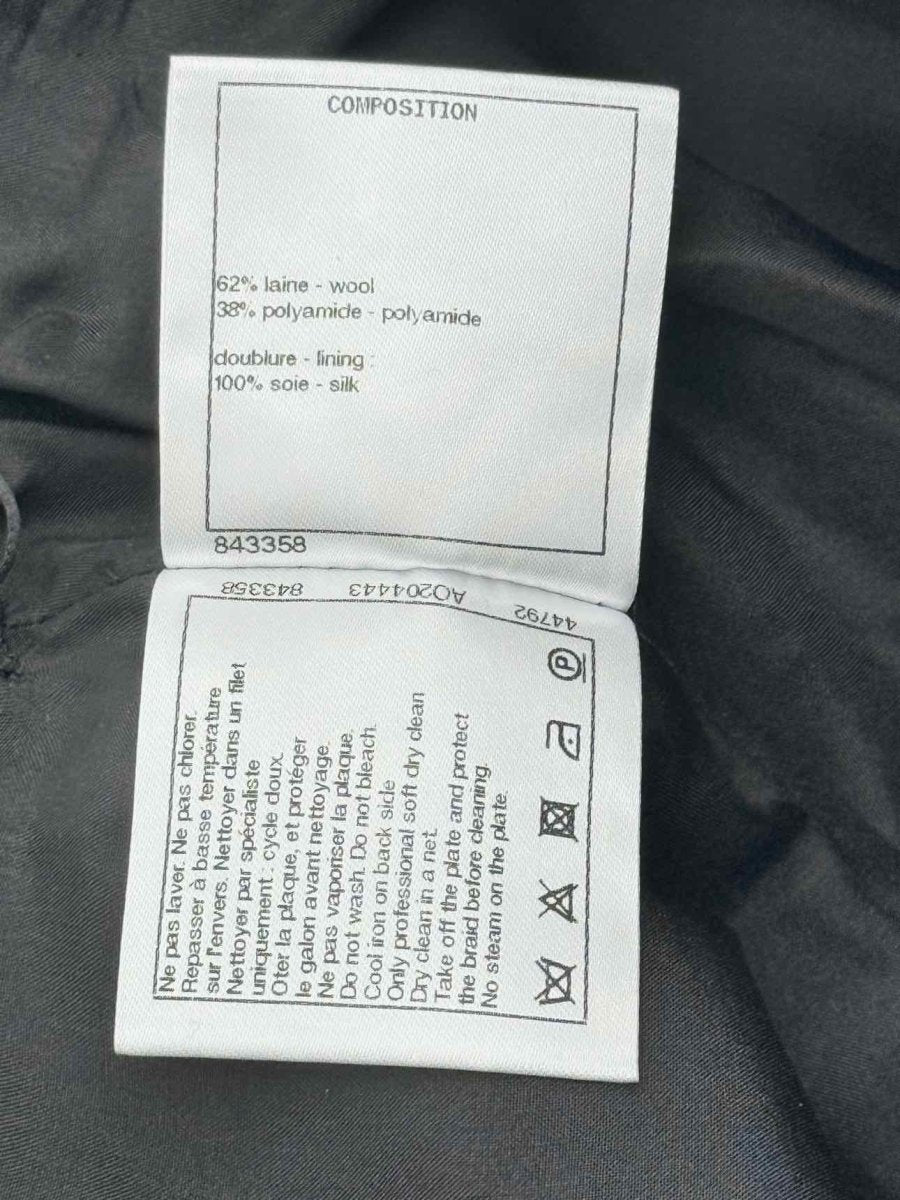 COMPOSITION
62% laine - wool
38% polyamide - polyamide
doublure - lining :
100% soie - silk
843358
843358 AO204443 44792
Ne pas laver. Ne pas chlorer.
Repasser à basse température
sur l'envers. Nettoyer dans un filet
Nettoyer par spécialiste
uniquement : cycle doux.
Oter la plaque, et protéger
le galon avant nettoyage.
Ne pas vaporiser la plaque.
Do not wash. Do not bleach.
Cool iron on back side
Only professional soft dry clean
Dry clean in a net.
Take off the plate and protect
the braid before cleaning.
No steam on the plate.
P